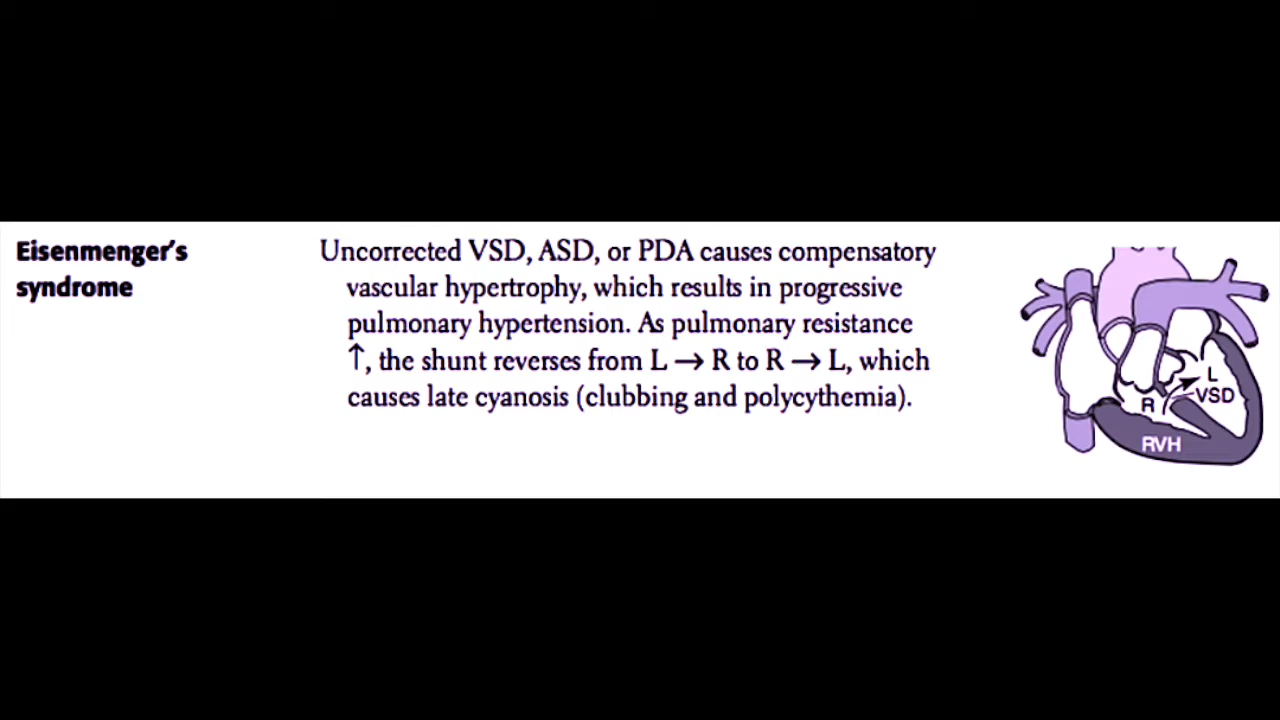 Eisenmenger's
syndrome
Uncorrected VSD, ASD, or PDA causes compensatory
vascular hypertrophy, which results in progressive
pulmonary hypertension. As pulmonary resistance
↑, the shunt reverses from L → R to R → L, which
causes late cyanosis (clubbing and polycythemia).
L
VSD
R
RVH